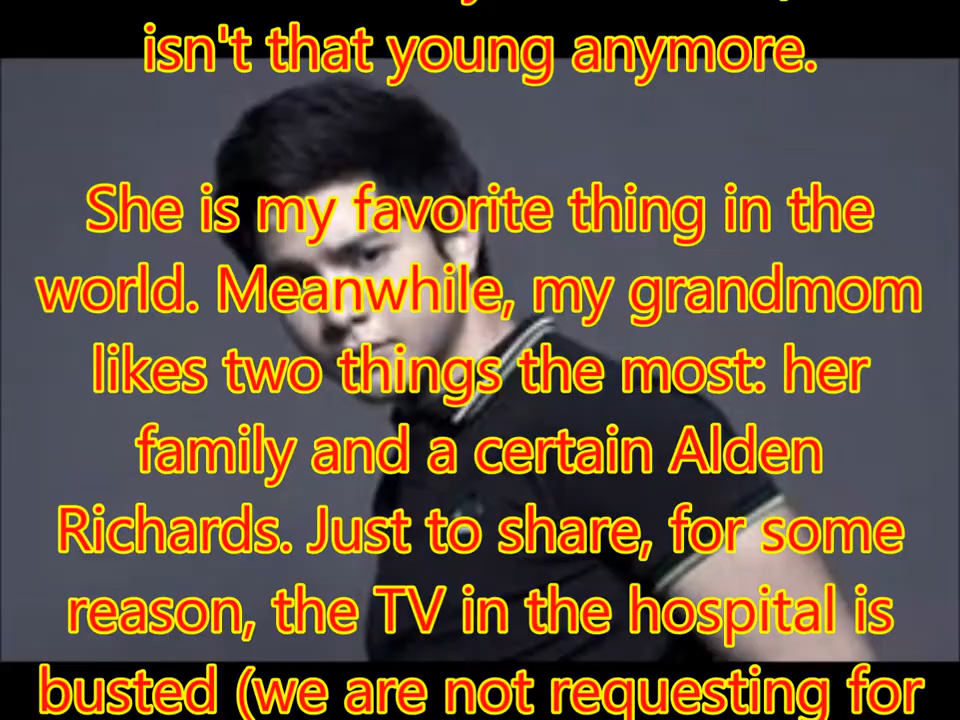 isn't that young anymore.
She is my favorite thing in the
world. Meanwhile, my grandmom
likes two things the most: her
family and a certain Alden
Richards. Just to share, for some
reason, the TV in the hospital is
busted (we are not requesting for